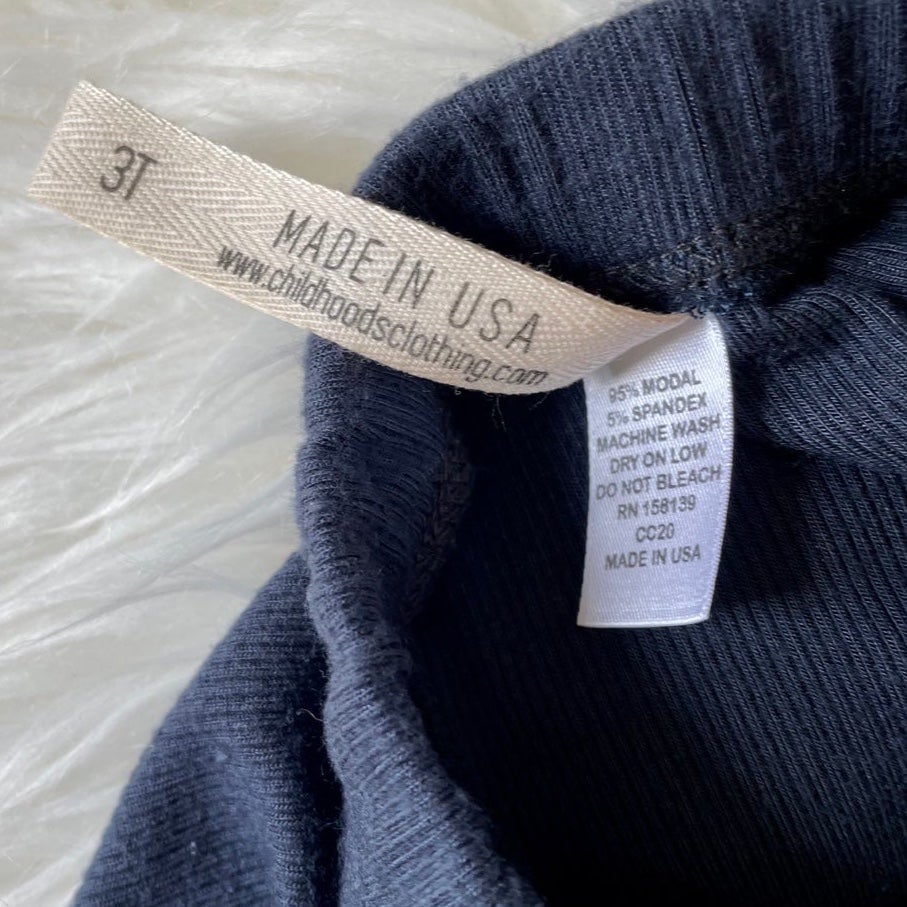 3T
MADE IN USA
www.childhoodsclothing.com
95% MODAL
5% SPANDEX
MACHINE WASH
DRY ON LOW
DO NOT BLEACH
RN 158139
CC20
MADE IN USA